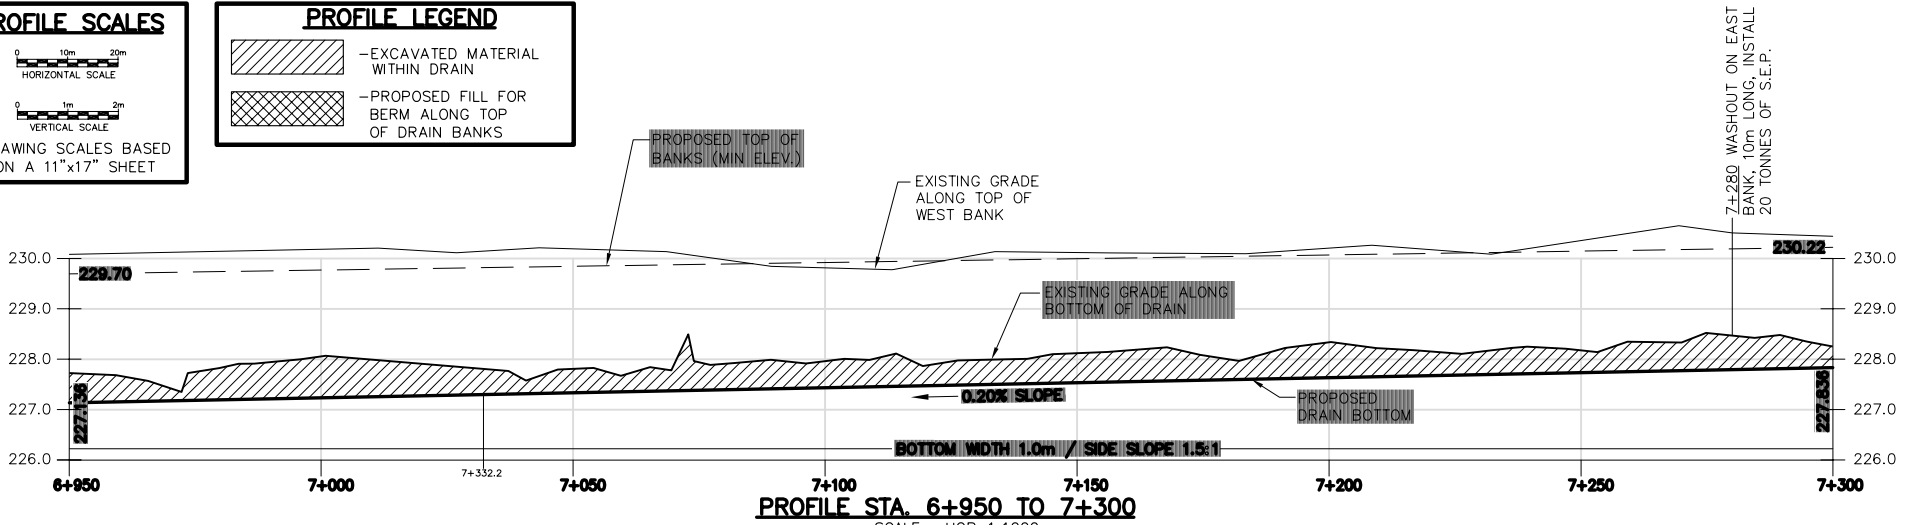 ROFILE SCALES
0 10m 20m
HORIZONTAL SCALE
0 1m 2m
VERTICAL SCALE
AWING SCALES BASED
ON A 11"x17" SHEET
PROFILE LEGEND
-EXCAVATED MATERIAL
WITHIN DRAIN
-PROPOSED FILL FOR
BERM ALONG TOP
OF DRAIN BANKS
PROPOSED TOP OF
BANKS (MIN ELEV.)
EXISTING GRADE
ALONG TOP OF
WEST BANK
7+280 WASHOUT ON EAST
BANK, 10m LONG, INSTALL
20 TONNES OF S.E.P.
230.0
229.0
228.0
227.0
226.0
229.70
230.22
230.0
229.0
228.0
227.0
226.0
EXISTING GRADE ALONG
BOTTOM OF DRAIN
227.136
0.20% SLOPE
PROPOSED
DRAIN BOTTOM
227.836
BOTTOM WIDTH 1.0m / SIDE SLOPE 1.5:1
7+332.2
6+950 7+000 7+050 7+100 7+150 7+200 7+250 7+300
PROFILE STA. 6+950 TO 7+300